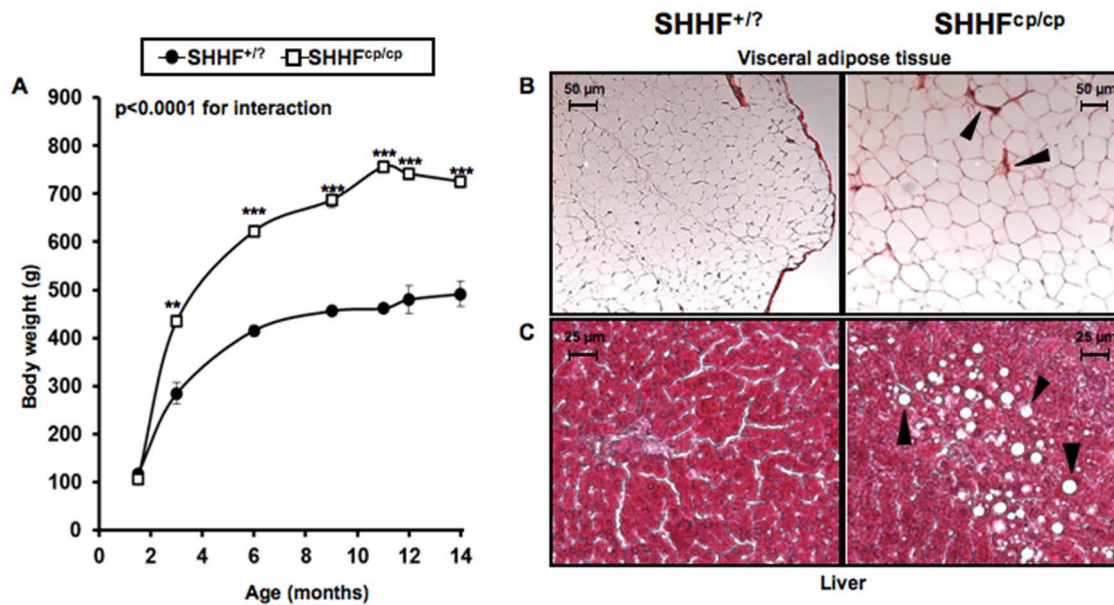 SHHF+/? SHHFcp/cp
SHHF+/? SHHFcp/cp
Visceral adipose tissue
A
p<0.0001 for interaction
Body weight (g)
900
800
700
600
500
400
300
200
100
0
** *** *** *** *** ***
0 2 4 6 8 10 12 14
Age (months)
B
50 µm 50 µm
C
25 µm 25 µm
Liver